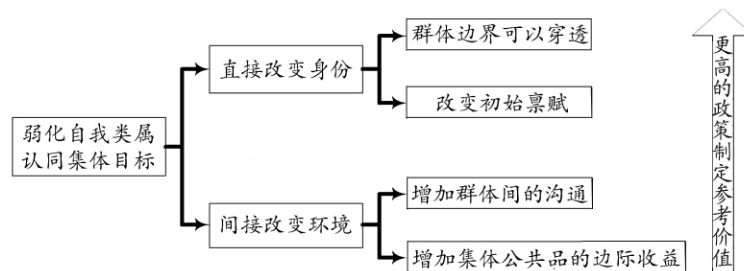 弱化自我类属
认同集体目标
直接改变身份
间接改变环境
群体边界可以穿透
改变初始禀赋
增加群体间的沟通
增加集体公共品的边际收益
更高的政策制定参考价值